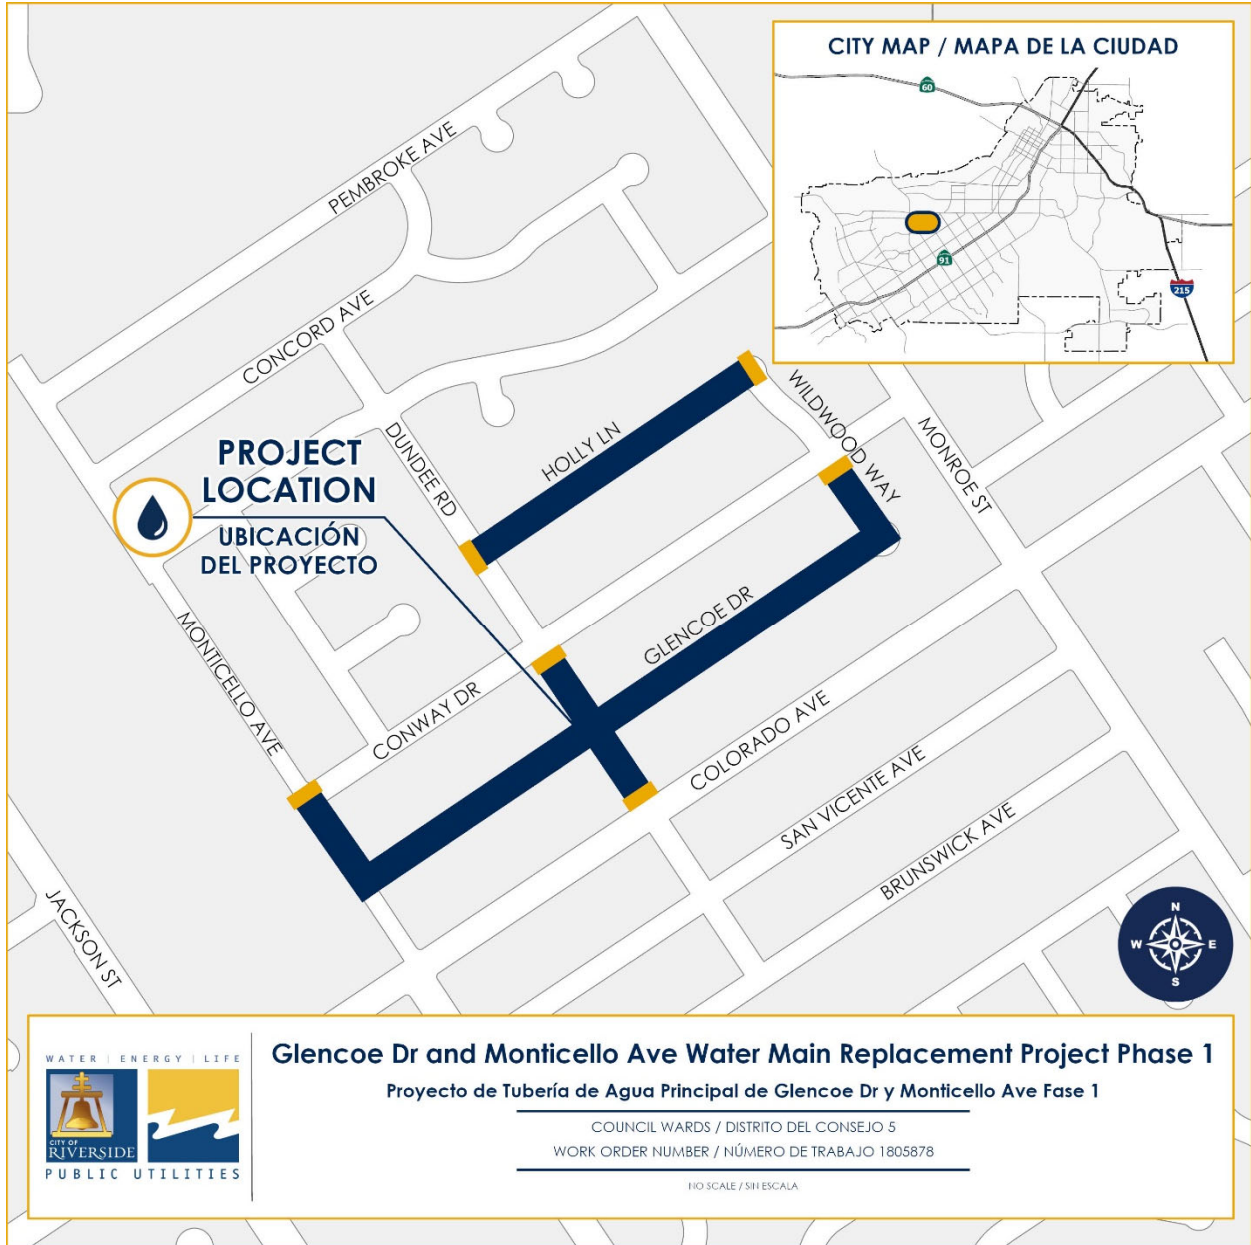 CITY MAP / MAPA DE LA CIUDAD
60
91
215
PEMBROKE AVE
CONCORD AVE
DUNDEE RD
HOLLY LN
WILDWOOD WAY
MONROE ST
PROJECT
LOCATION
UBICACIÓN
DEL PROYECTO
MONTICELLO AVE
CONWAY DR
GLENCOE DR
COLORADO AVE
SAN VICENTE AVE
BRUNSWICK AVE
JACKSON ST
N
W E
S
WATER | ENERGY | LIFE
CITY OF
RIVERSIDE
PUBLIC UTILITIES
Glencoe Dr and Monticello Ave Water Main Replacement Project Phase 1
Proyecto de Tubería de Agua Principal de Glencoe Dr y Monticello Ave Fase 1
COUNCIL WARDS / DISTRITO DEL CONSEJO 5
WORK ORDER NUMBER / NÚMERO DE TRABAJO 1805878
NO SCALE / SIN ESCALA